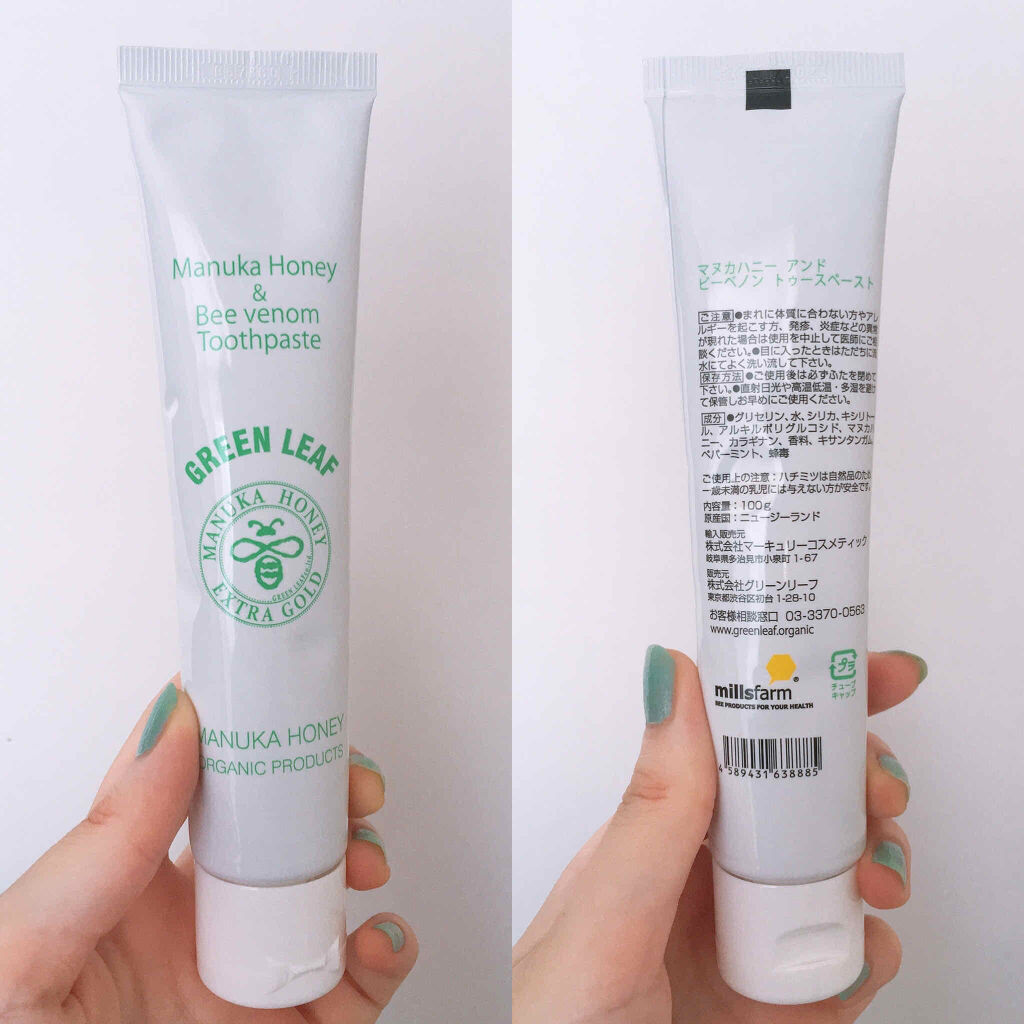 Manuka Honey
&
Bee venom
Toothpaste
GREEN LEAF
MANUKA HONEY
GREEN LEAF
EXTRA GOLD
MANUKA HONEY
ORGANIC PRODUCTS
マヌカハニー アンド
ビーベノン トゥースペースト
ご注意 ●まれに体質に合わない方やアレ
ルギーを起こす方、発疹、炎症などの異常
が現れた場合は使用を中止して医師にご相
談ください。●目に入ったときはただちに
水にてよく洗い流して下さい。
保存方法 ●ご使用後は必ずふたを閉めて
下さい。●直射日光や高温低温・多湿を避け
て保管しお早めにご使用ください。
成分 ●グリセリン、水、シリカ、キシリトー
ル、アルキルポリグルコシド、マヌカハ
ニー、カラギナン、香料、キサンタンガム、
ペパーミント、蜂毒
ご使用上の注意：ハチミツは自然品のため
一歳未満の乳児には与えない方が安全です。
内容量：100g
原産国：ニュージーランド
輸入販売元
株式会社マーキュリーコスメティック
岐阜県多治見市小泉町1-67
販売元
株式会社グリーンリーフ
東京都渋谷区初台1-28-10
お客様相談窓口 03-3370-0563
www.greenleaf.organic
millsfarm®
BEE PRODUCTS FOR YOUR HEALTH
プラ
チューブ
キャップ
4 589431 638885